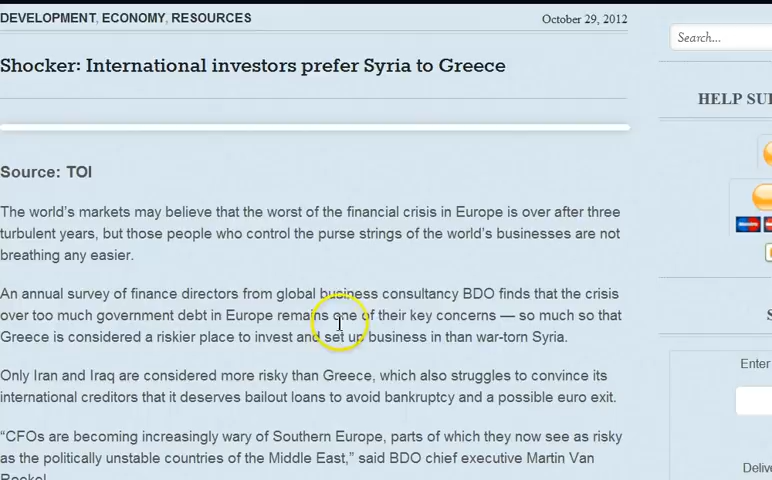 DEVELOPMENT, ECONOMY, RESOURCES
October 29, 2012
Search...
Shocker: International investors prefer Syria to Greece
HELP SU
Source: TOI
The world's markets may believe that the worst of the financial crisis in Europe is over after three
turbulent years, but those people who control the purse strings of the world's businesses are not
breathing any easier.
An annual survey of finance directors from global business consultancy BDO finds that the crisis
over too much government debt in Europe remains one of their key concerns — so much so that
Greece is considered a riskier place to invest and set up business in than war-torn Syria.
Only Iran and Iraq are considered more risky than Greece, which also struggles to convince its
international creditors that it deserves bailout loans to avoid bankruptcy and a possible euro exit.
Enter
“CFOs are becoming increasingly wary of Southern Europe, parts of which they now see as risky
as the politically unstable countries of the Middle East,” said BDO chief executive Martin Van
Delive